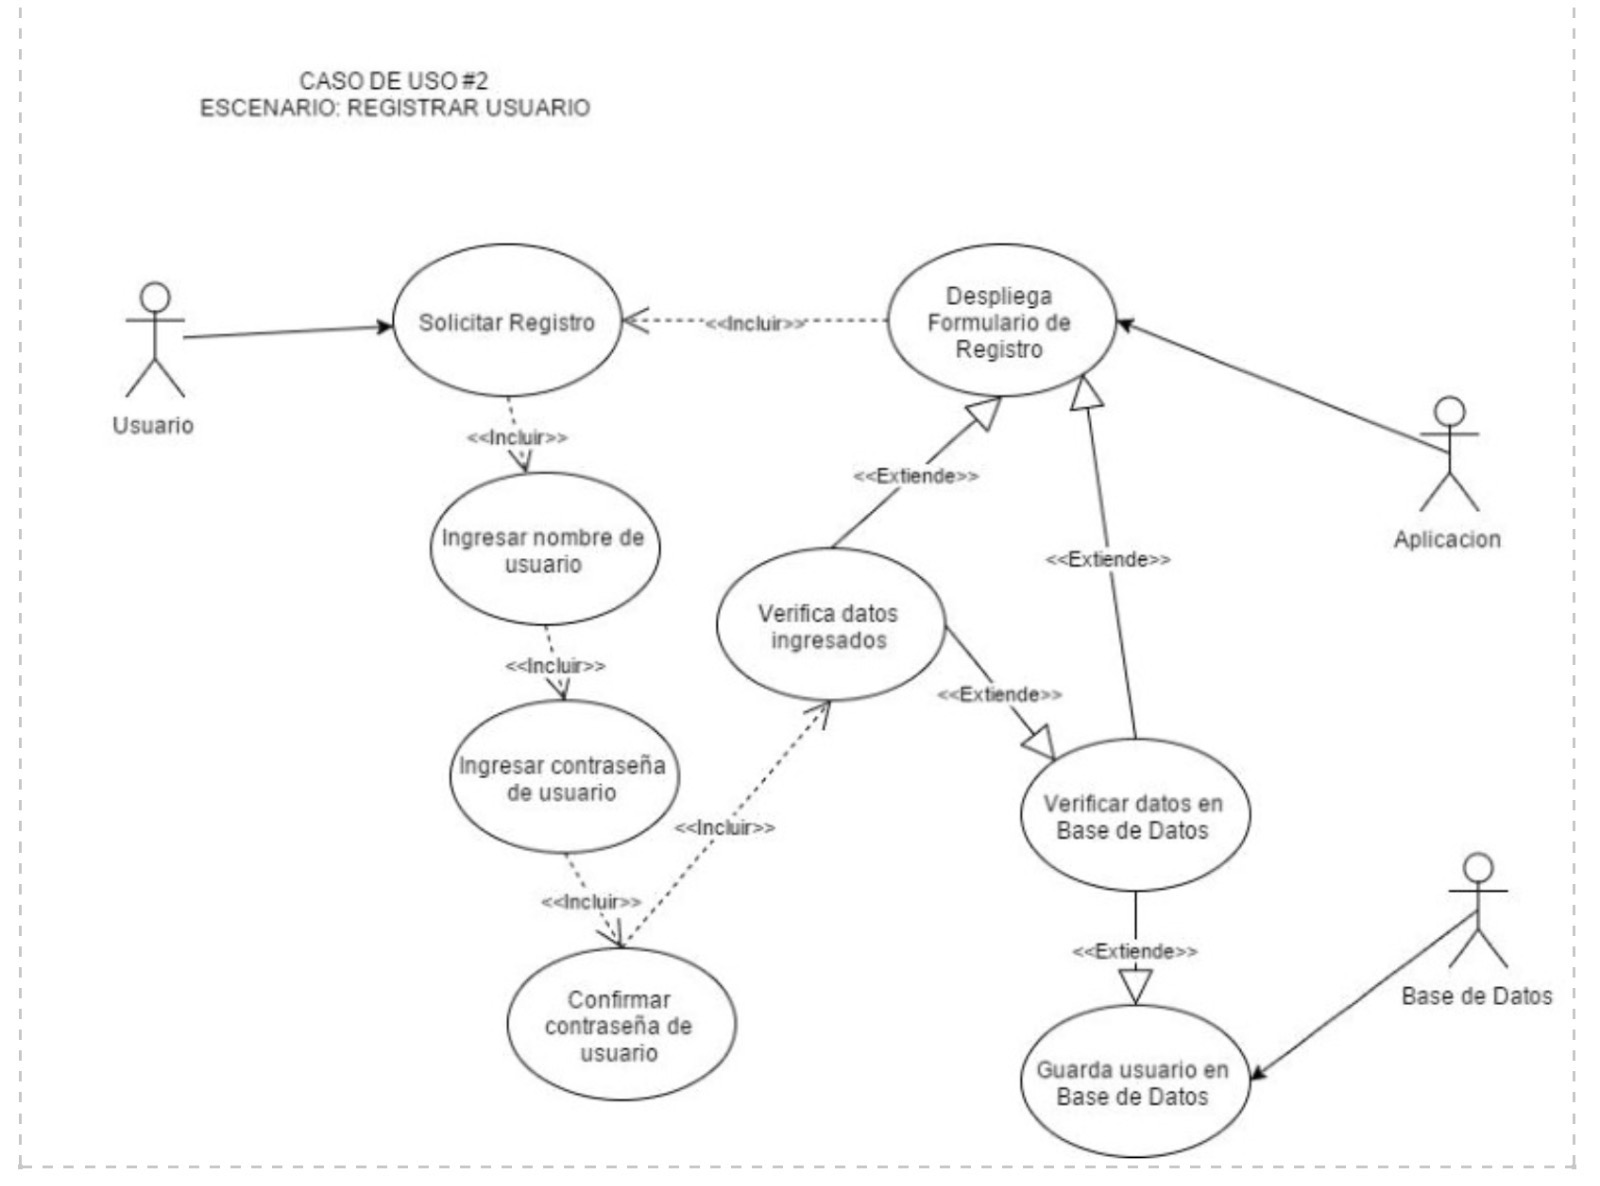 CASO DE USO #2
ESCENARIO: REGISTRAR USUARIO
Solicitar Registro
<<Incluir>>
Despliega
Formulario de
Registro
Usuario
<<Incluir>>
<<Extiende>>
Aplicacion
Ingresar nombre de
usuario
<<Extiende>>
Verifica datos
ingresados
<<Incluir>>
<<Extiende>>
Ingresar contraseña
de usuario
Verificar datos en
Base de Datos
<<Incluir>>
<<Incluir>>
<<Extiende>>
Base de Datos
Confirmar
contraseña de
usuario
Guarda usuario en
Base de Datos